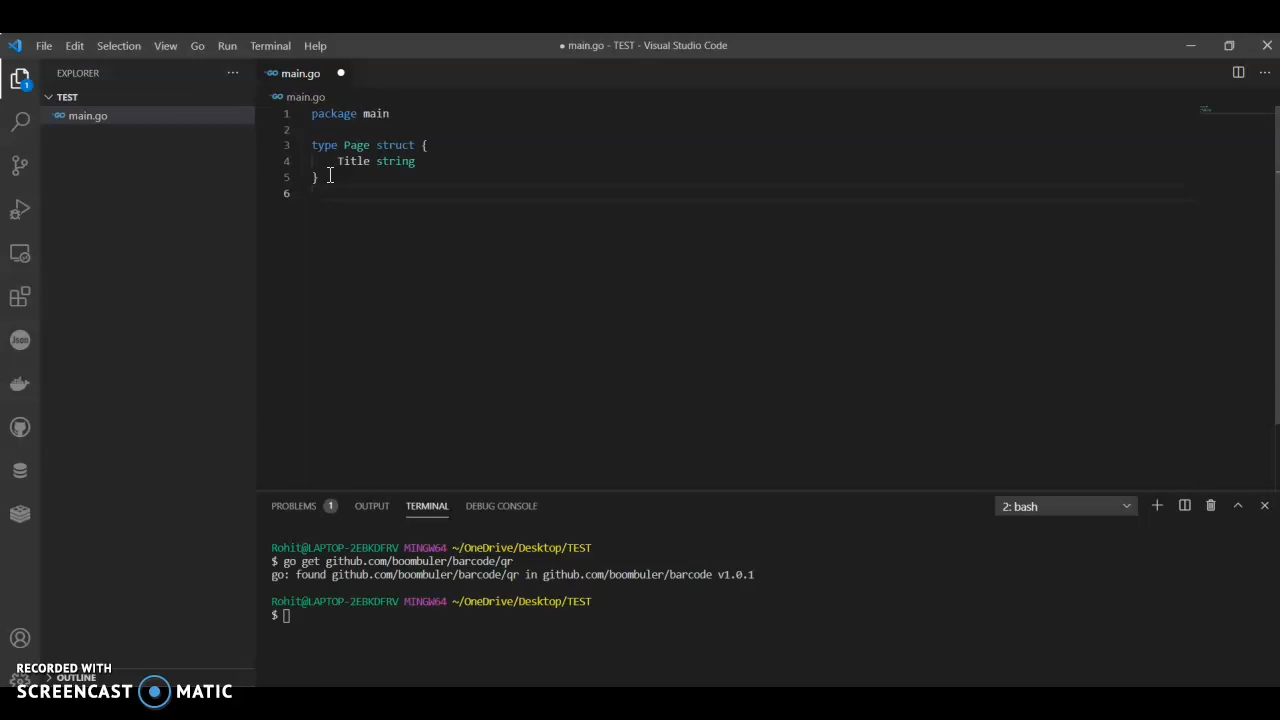 File Edit Selection View Go Run Terminal Help
● main.go - TEST - Visual Studio Code
EXPLORER
main.go
TEST
main.go
main.go
1 package main
2
3 type Page struct {
4 Title string
5 }
6
1
Json
PROBLEMS 1 OUTPUT TERMINAL DEBUG CONSOLE
2: bash
Rohit@LAPTOP-2EBKDFRV MINGW64 ~/OneDrive/Desktop/TEST
$ go get github.com/boombuler/barcode/qr
go: found github.com/boombuler/barcode/qr in github.com/boombuler/barcode v1.0.1
Rohit@LAPTOP-2EBKDFRV MINGW64 ~/OneDrive/Desktop/TEST
$
OUTLINE
RECORDED WITH
SCREENCAST MATIC